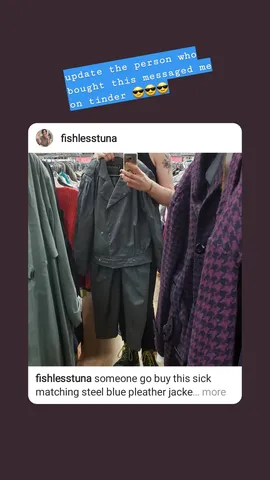 update the person who
bought this messaged me
on tinder 😎😎😎
fishlesstuna
fishlesstuna someone go buy this sick
matching steel blue pleather jacke... more